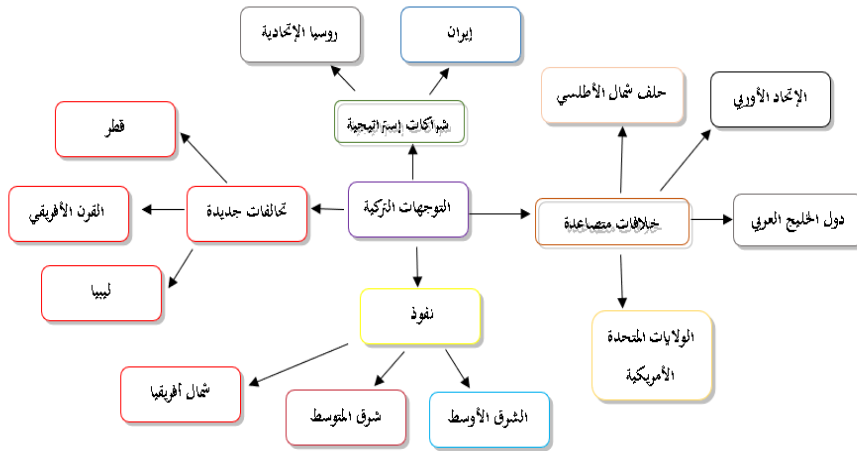 روسيا الإتحادية
إيران
حلف شمال الأطلسي
الإتحاد الأوربي
شراكات إستراتيجية
قطر
القرن الأفريقي
تحالفات جديدة
التوجهات التركية
خلافات متصاعدة
دول الخليج العربي
ليبيا
نفوذ
الولايات المتحدة
الأمريكية
شمال أفريقيا
شرق المتوسط
الشرق الأوسط